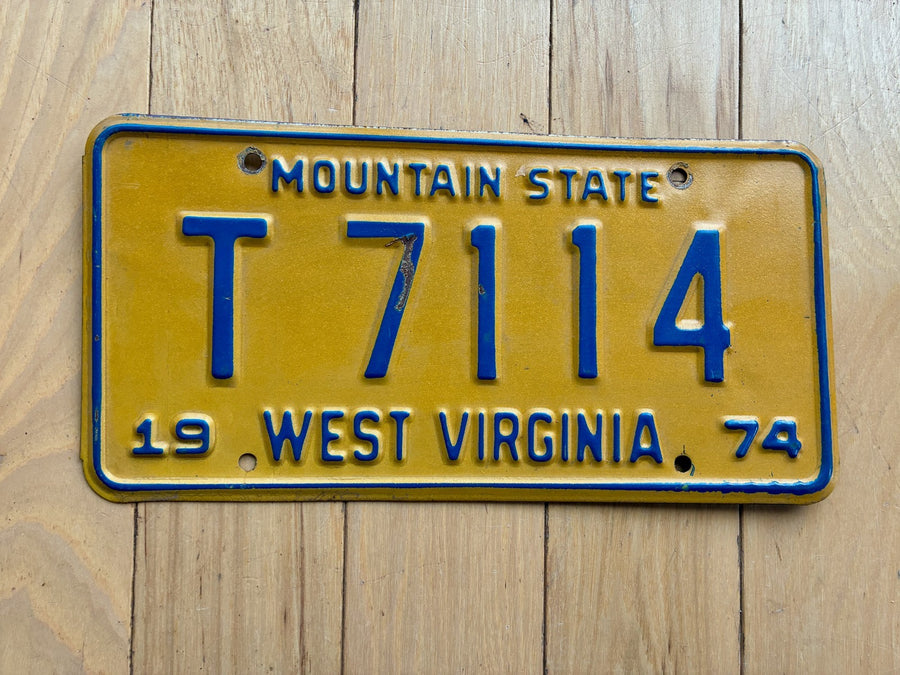 MOUNTAIN STATE
T 7114
19 WEST VIRGINIA 74